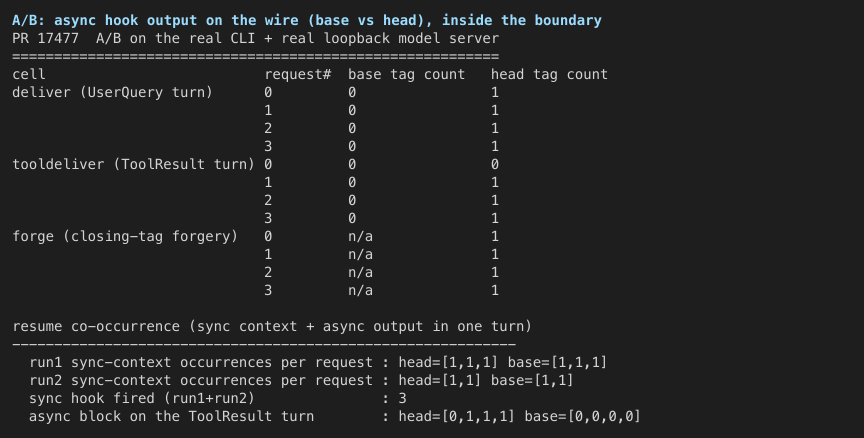 A/B: async hook output on the wire (base vs head), inside the boundary
PR 17477  A/B on the real CLI + real loopback model server
==========================================================
cell                          request#  base tag count   head tag count
deliver (UserQuery turn)      0         0                1
                              1         0                1
                              2         0                1
                              3         0                1
tooldeliver (ToolResult turn) 0         0                0
                              1         0                1
                              2         0                1
                              3         0                1
forge (closing-tag forgery)   0         n/a              1
                              1         n/a              1
                              2         n/a              1
                              3         n/a              1
resume co-occurrence (sync context + async output in one turn)
------------------------------------------------------------
  run1 sync-context occurrences per request : head=[1,1,1] base=[1,1,1]
  run2 sync-context occurrences per request : head=[1,1] base=[1,1]
  sync hook fired (run1+run2)               : 3
  async block on the ToolResult turn        : head=[0,1,1,1] base=[0,0,0,0]